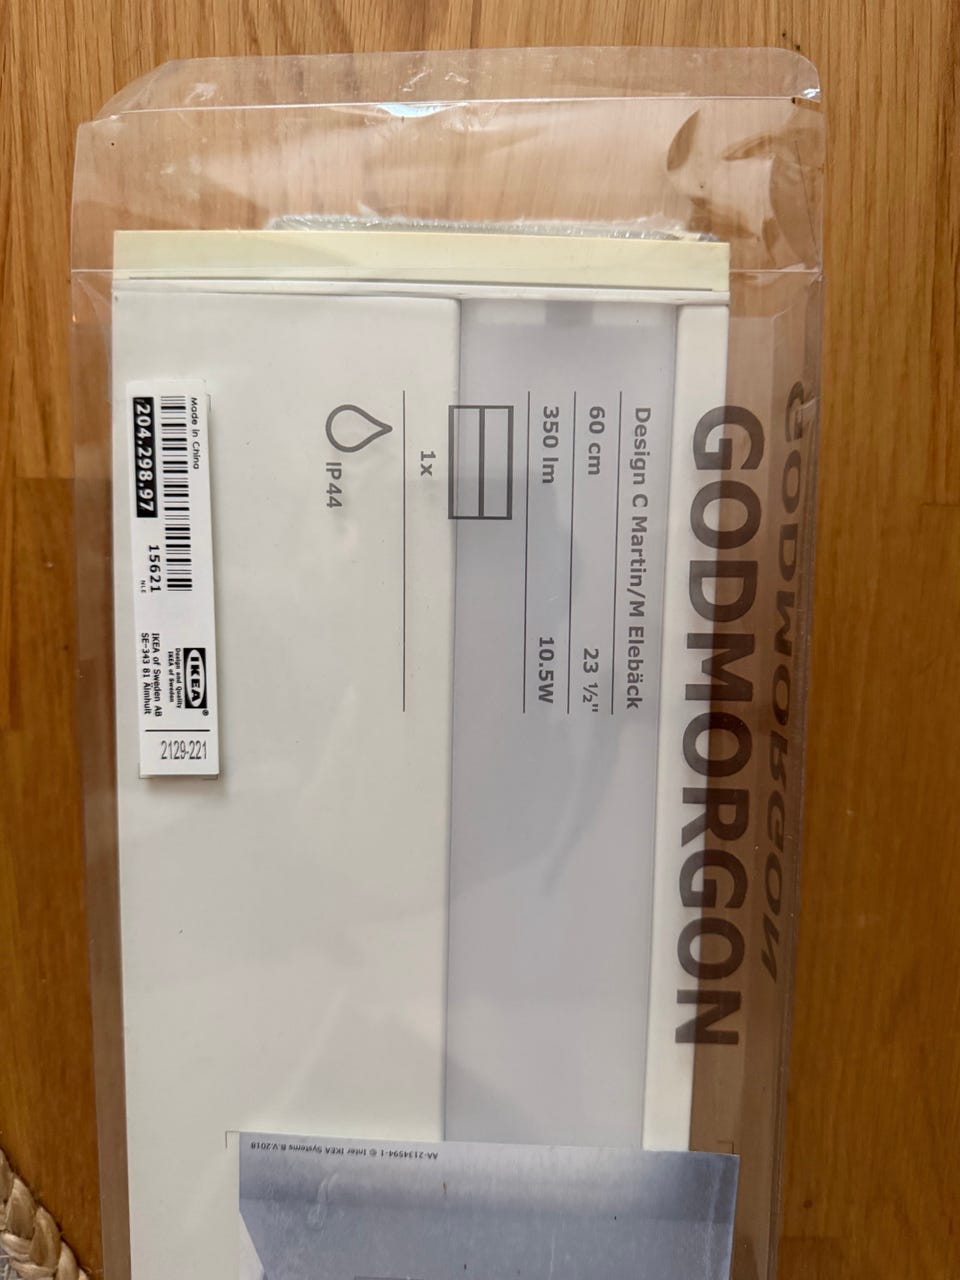 GODMORGON
GODMORGON
Design C Martin/M Elebäck
60 cm 23 ½"
350 lm 10.5W
1x
IP44
Made in China
204.298.97 15621
NLE
IKEA®
Design and Quality
IKEA of Sweden
IKEA of Sweden AB
SE-343 81 Älmhult
2129-221
AA-2134594-1 © Inter IKEA Systems B.V.2018